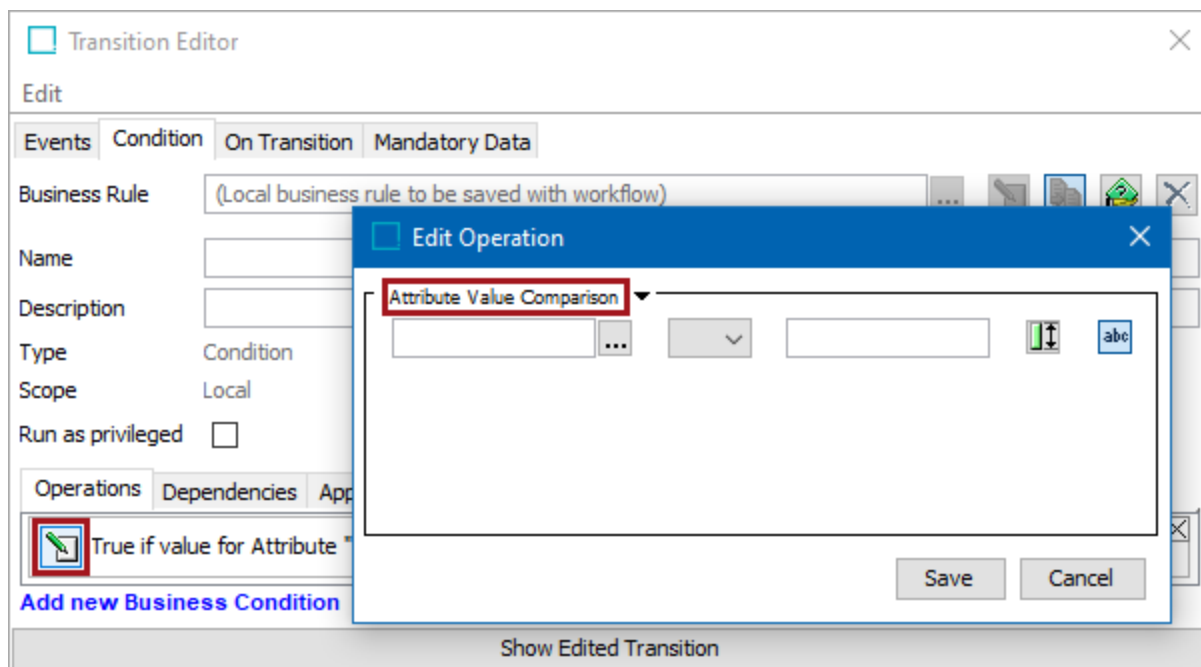 Transition Editor
Edit
Events Condition On Transition Mandatory Data
Business Rule (Local business rule to be saved with workflow) ...
Edit Operation
Name
Attribute Value Comparison
Description
... abc
Type Condition
Scope Local
Run as privileged
Operations Dependencies App
True if value for Attribute "
Save Cancel
Add new Business Condition
Show Edited Transition